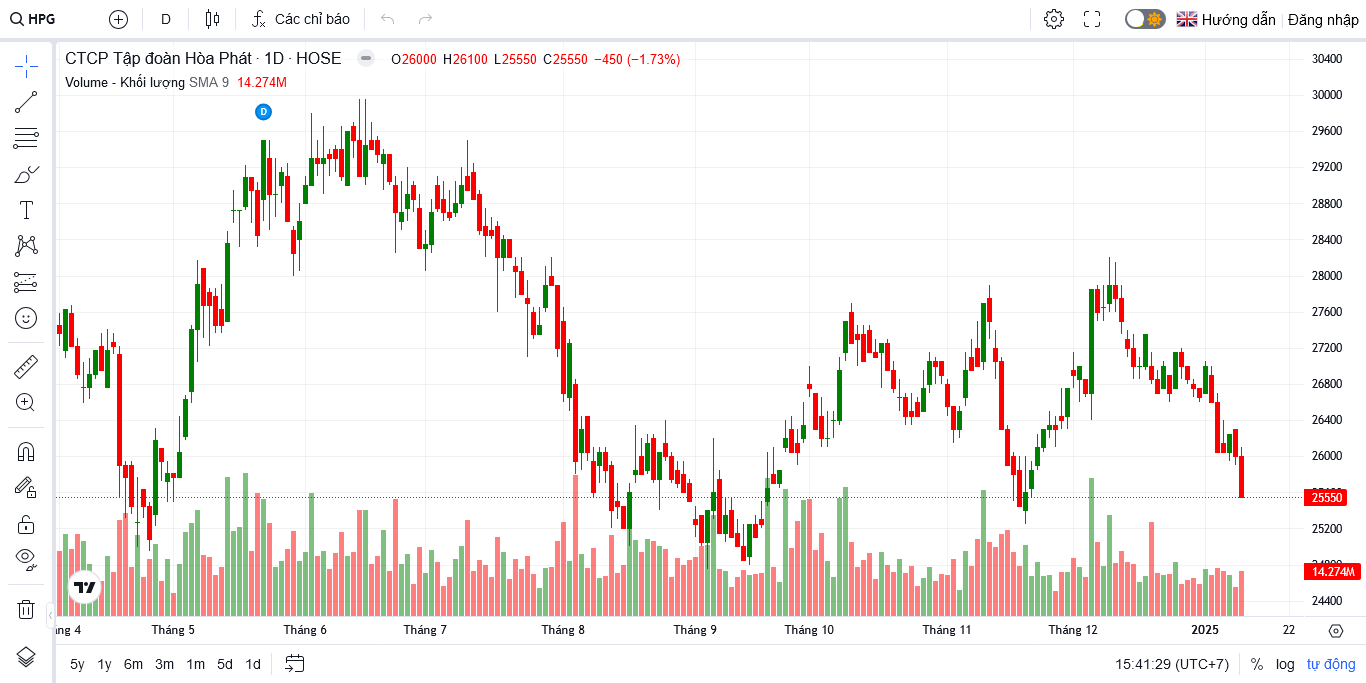 HPG D Các chỉ báo Hướng dẫn Đăng nhập
CTCP Tập đoàn Hòa Phát · 1D · HOSE O26000 H26100 L25550 C25550 −450 (−1.73%)
Volume - Khối lượng SMA 9 14.274M
D
30400
30000
29600
29200
28800
28400
28000
27600
27200
26800
26400
26000
25550
25200
14.274M
24400
Tháng 5 Tháng 6 Tháng 7 Tháng 8 Tháng 9 Tháng 10 Tháng 11 Tháng 12 2025 22
5y 1y 6m 3m 1m 5d 1d 15:41:29 (UTC+7) % log tự động